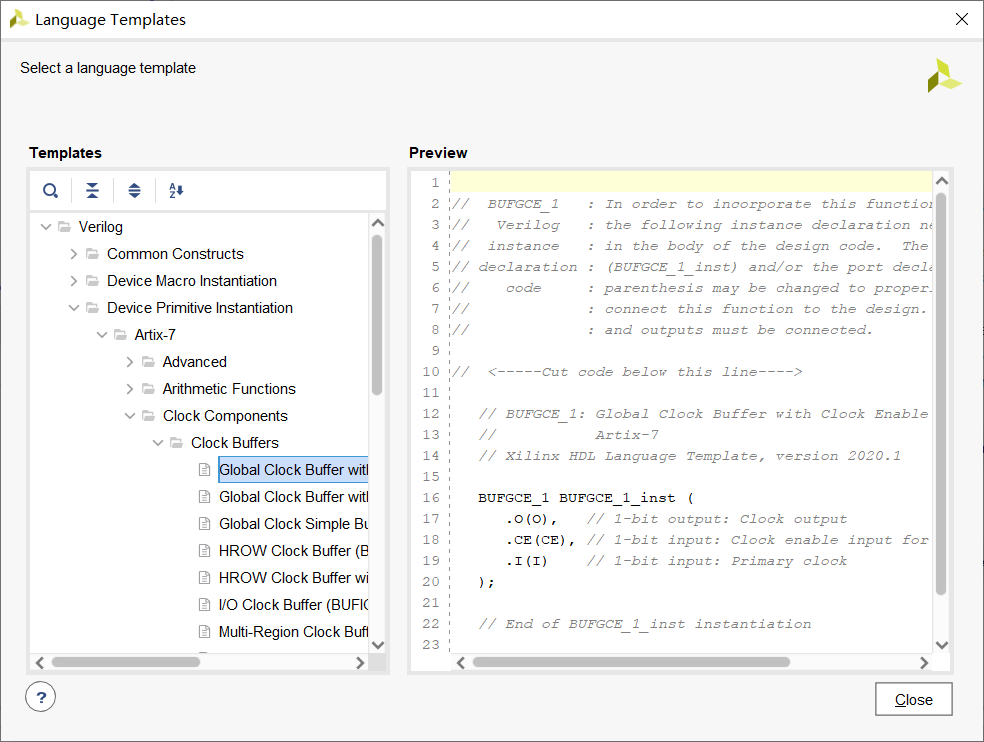 Language Templates
Select a language template
Templates
Verilog
Common Constructs
Device Macro Instantiation
Device Primitive Instantiation
Artix-7
Advanced
Arithmetic Functions
Clock Components
Clock Buffers
Global Clock Buffer with
Global Clock Buffer with
Global Clock Simple Bu
HROW Clock Buffer (B
HROW Clock Buffer wi
I/O Clock Buffer (BUFIO
Multi-Region Clock Buff
Preview
1
2 //  BUFGCE_1   : In order to incorporate this function
3 //   Verilog   : the following instance declaration ne
4 //  instance   : in the body of the design code.  The
5 // declaration : (BUFGCE_1_inst) and/or the port decla
6 //    code     : parenthesis may be changed to properl
7 //             : connect this function to the design.
8 //             : and outputs must be connected.
9
10 //  <-----Cut code below this line---->
11
12    // BUFGCE_1: Global Clock Buffer with Clock Enable
13    //           Artix-7
14    // Xilinx HDL Language Template, version 2020.1
15
16    BUFGCE_1 BUFGCE_1_inst (
17       .O(O),   // 1-bit output: Clock output
18       .CE(CE), // 1-bit input: Clock enable input for
19       .I(I)    // 1-bit input: Primary clock
20    );
21
22    // End of BUFGCE_1_inst instantiation
23
?
Close